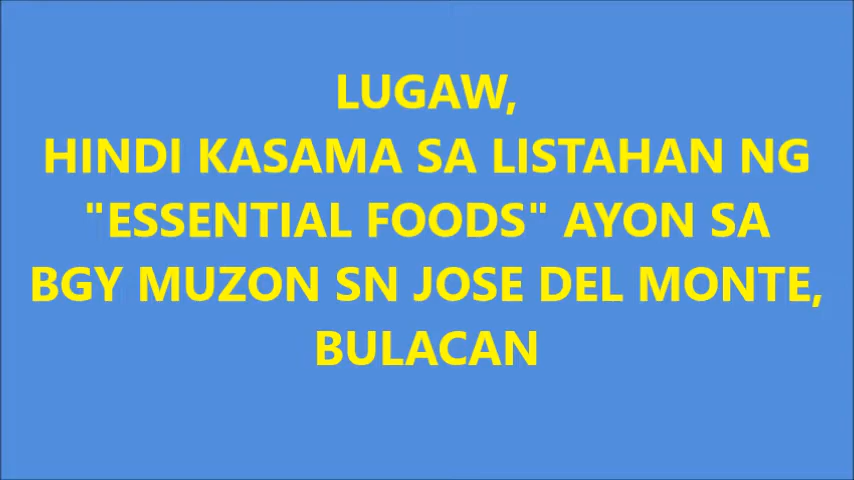 LUGAW,
HINDI KASAMA SA LISTAHAN NG
"ESSENTIAL FOODS" AYON SA
BGY MUZON SN JOSE DEL MONTE,
BULACAN